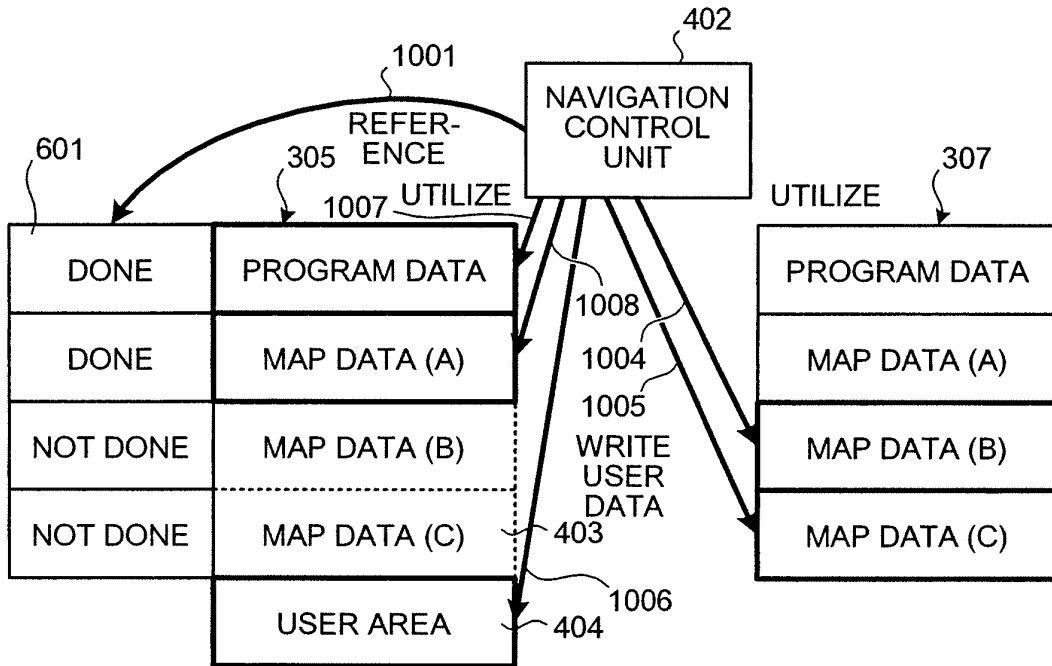 402
1001
NAVIGATION
CONTROL
UNIT
REFER-
ENCE
601
305
307
UTILIZE
UTILIZE
1007
DONE
PROGRAM DATA
PROGRAM DATA
1008
DONE
MAP DATA (A)
1004
MAP DATA (A)
1005
NOT DONE
MAP DATA (B)
WRITE
USER
DATA
MAP DATA (B)
NOT DONE
MAP DATA (C)
403
MAP DATA (C)
1006
USER AREA
404